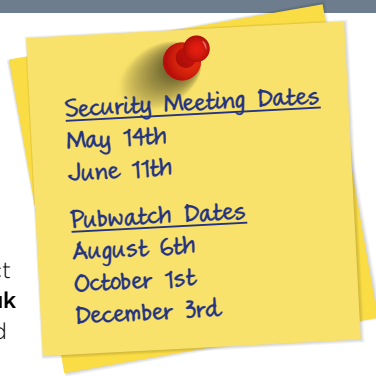 Security Meeting Dates
May 14th
June 11th
Pubwatch Dates
August 6th
October 1st
December 3rd